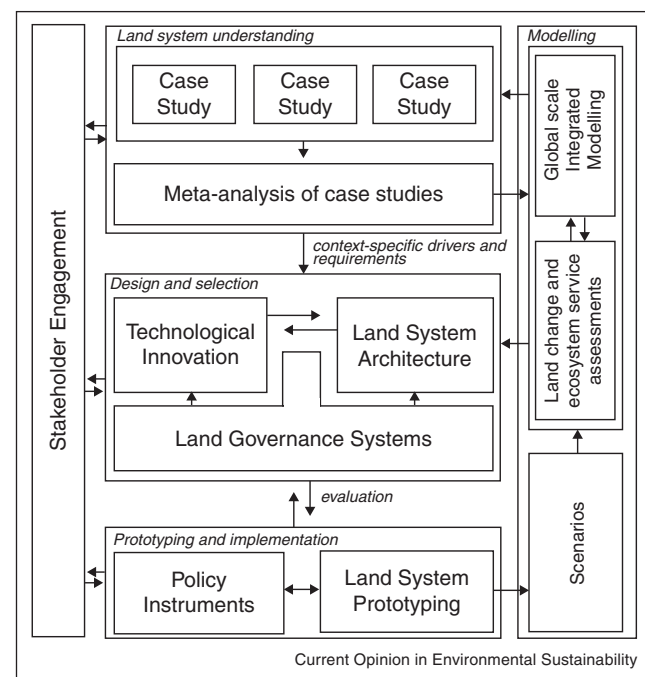 Stakeholder Engagement
Land system understanding
Case
Study
Case
Study
Case
Study
Meta-analysis of case studies
context-specific drivers and
requirements
Design and selection
Technological
Innovation
Land System
Architecture
Land Governance Systems
evaluation
Prototyping and implementation
Policy
Instruments
Land System
Prototyping
Modelling
Global scale
Integrated
Modelling
Land change and
ecosystem service
assessments
Scenarios
Current Opinion in Environmental Sustainability